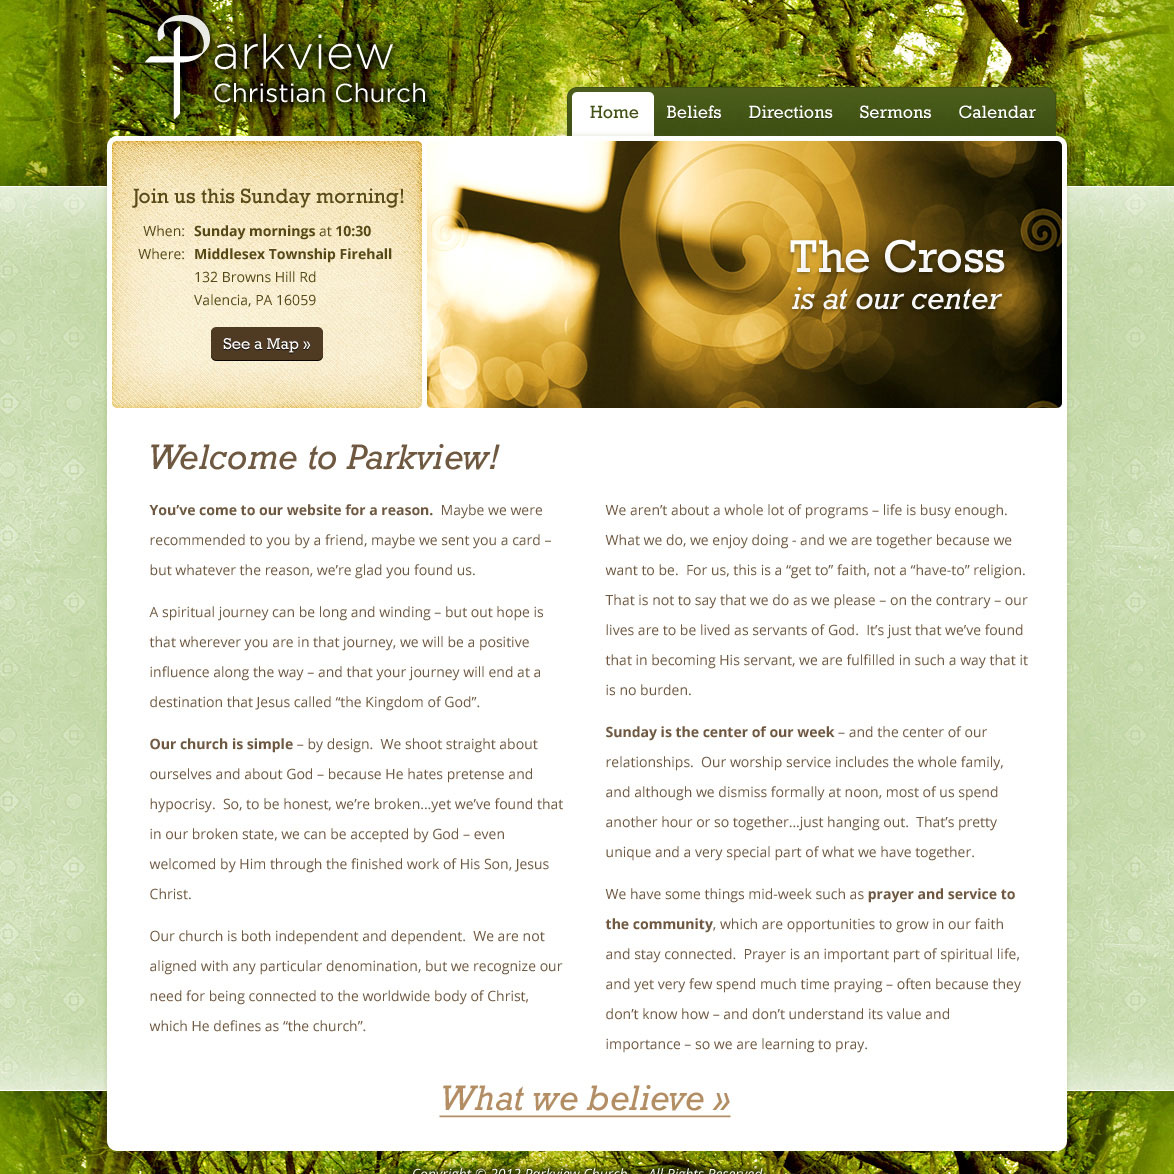 Parkview
Christian Church
Home
Beliefs
Directions
Sermons
Calendar
Join us this Sunday morning!
When: Sunday mornings at 10:30
Where: Middlesex Township Firehall
132 Browns Hill Rd
Valencia, PA 16059
See a Map »
The Cross
is at our center
Welcome to Parkview!
You’ve come to our website for a reason.  Maybe we were
recommended to you by a friend, maybe we sent you a card –
but whatever the reason, we’re glad you found us.
A spiritual journey can be long and winding – but out hope is
that wherever you are in that journey, we will be a positive
influence along the way – and that your journey will end at a
destination that Jesus called “the Kingdom of God”.
Our church is simple – by design.  We shoot straight about
ourselves and about God – because He hates pretense and
hypocrisy.  So, to be honest, we’re broken...yet we’ve found that
in our broken state, we can be accepted by God – even
welcomed by Him through the finished work of His Son, Jesus
Christ.
Our church is both independent and dependent.  We are not
aligned with any particular denomination, but we recognize our
need for being connected to the worldwide body of Christ,
which He defines as “the church”.
We aren’t about a whole lot of programs – life is busy enough.
What we do, we enjoy doing - and we are together because we
want to be.  For us, this is a “get to” faith, not a “have-to” religion.
That is not to say that we do as we please – on the contrary – our
lives are to be lived as servants of God.  It’s just that we’ve found
that in becoming His servant, we are fulfilled in such a way that it
is no burden.
Sunday is the center of our week – and the center of our
relationships.  Our worship service includes the whole family,
and although we dismiss formally at noon, most of us spend
another hour or so together...just hanging out.  That’s pretty
unique and a very special part of what we have together.
We have some things mid-week such as prayer and service to
the community, which are opportunities to grow in our faith
and stay connected.  Prayer is an important part of spiritual life,
and yet very few spend much time praying – often because they
don’t know how – and don’t understand its value and
importance – so we are learning to pray.
What we believe »
Copyright © 2012 Parkview Church — All Rights Reserved.